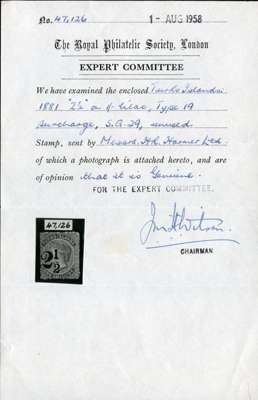 No. 47,126
1 - AUG 1958
The Royal Philatelic Society, London
EXPERT COMMITTEE
We have examined the enclosed Turks Islands.
1881 "2½" on 1/- lilac, Type 19
surcharge, S.G. 29, unused
Stamp, sent by Messrs. H.R. Harmer Ltd.
of which a photograph is attached hereto, and are
of opinion that it is Genuine.
FOR THE EXPERT COMMITTEE.
CHAIRMAN
47,126
2½